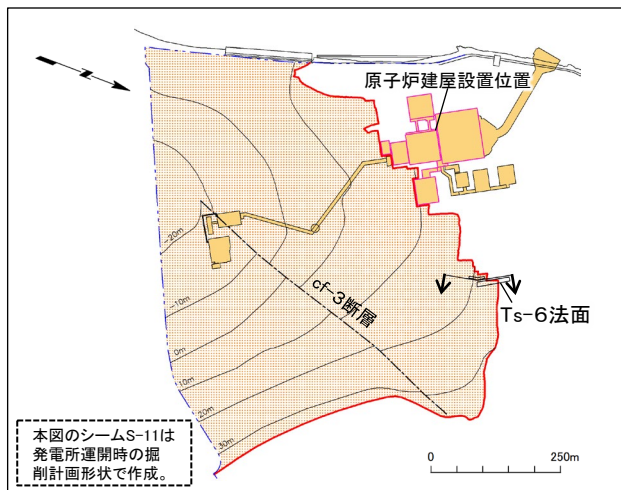 原子炉建屋設置位置
-20m
-10m
0m
10m
20m
30m
cf-3断層
Ts-6法面
本図のシームS-11は
発電所運開時の掘
削計画形状で作成。
0 250m